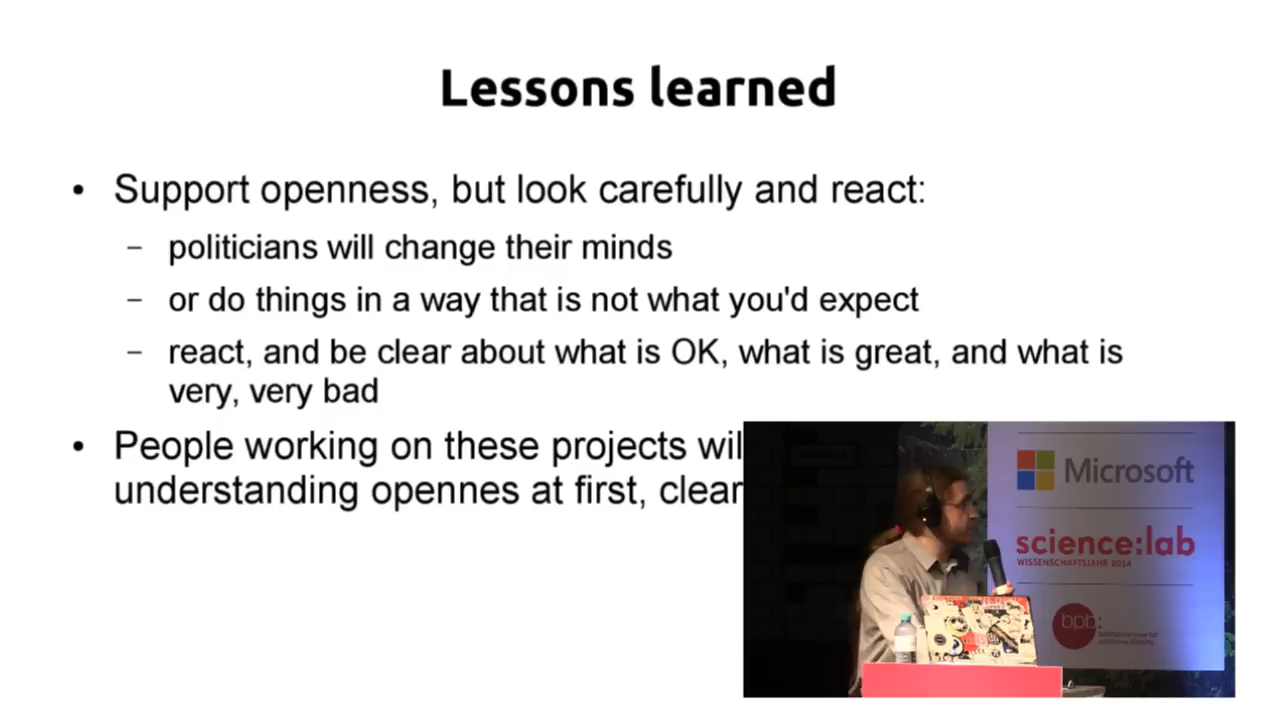 Lessons learned
• Support openness, but look carefully and react:
– politicians will change their minds
– or do things in a way that is not what you'd expect
– react, and be clear about what is OK, what is great, and what is
very, very bad
• People working on these projects wil
understanding opennes at first, clear
Microsoft
science:lab
WISSENSCHAFTSJAHR 2014
bpb: